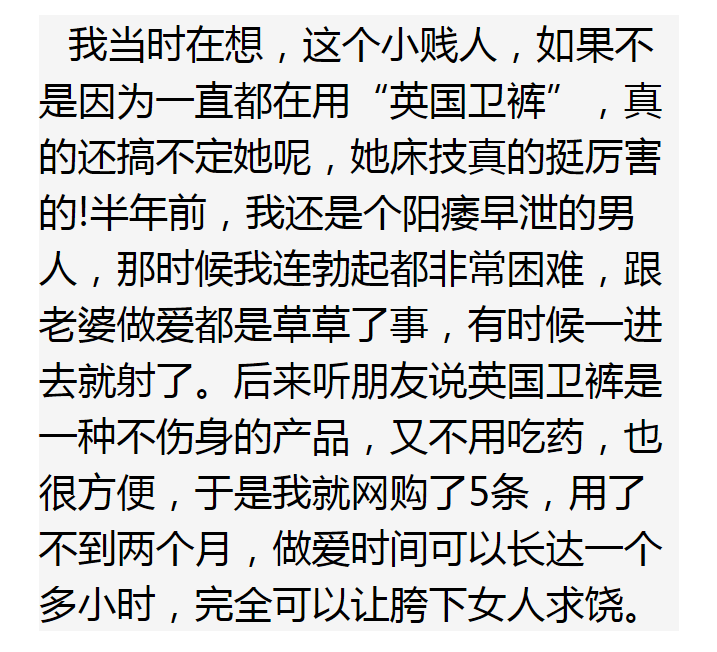 我当时在想，这个小贱人，如果不
是因为一直都在用“英国卫裤”，真
的还搞不定她呢，她床技真的挺厉害
的!半年前，我还是个阳痿早泄的男
人，那时候我连勃起都非常困难，跟
老婆做爱都是草草了事，有时候一进
去就射了。后来听朋友说英国卫裤是
一种不伤身的产品，又不用吃药，也
很方便，于是我就网购了5条，用了
不到两个月，做爱时间可以长达一个
多小时，完全可以让胯下女人求饶。